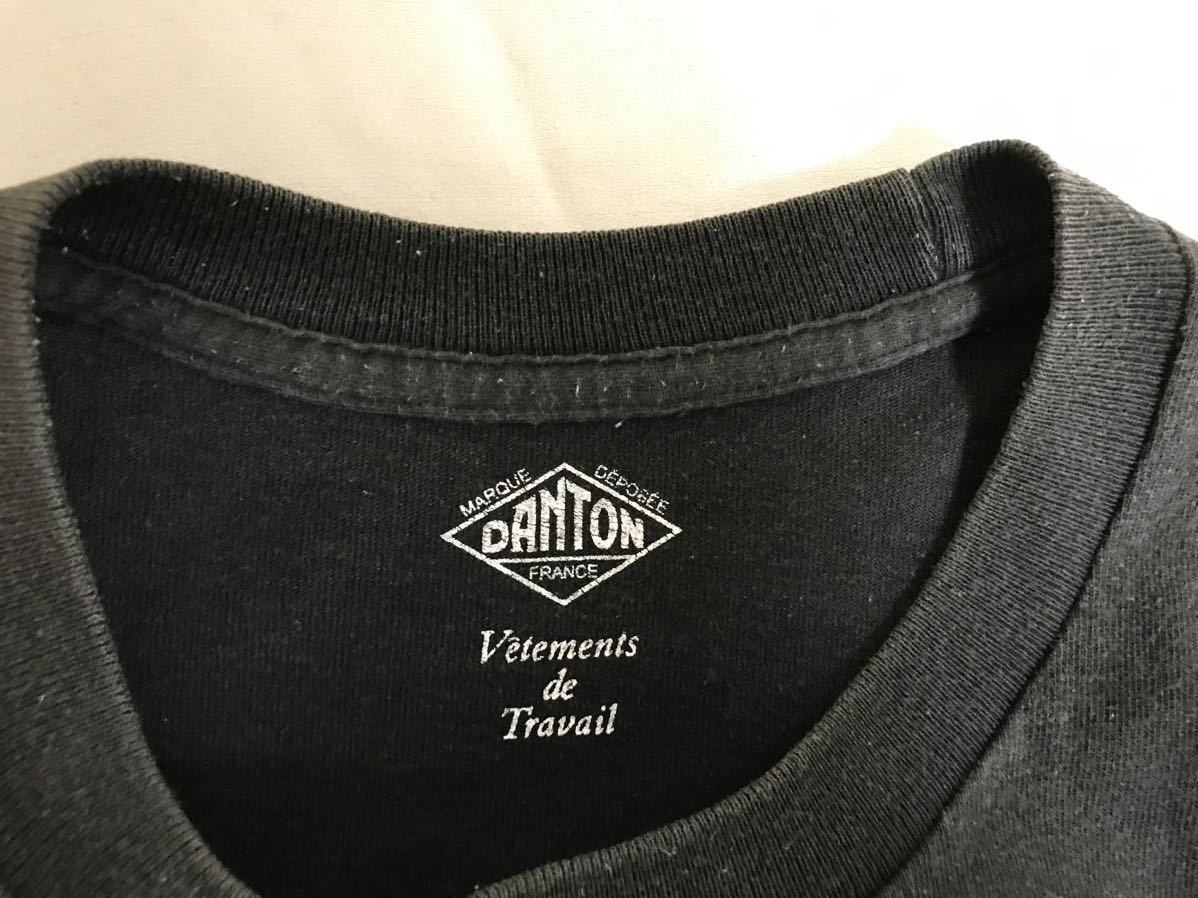 MARQUE DÉPOSÉE
DANTON
FRANCE
Vêtements
de
Travail